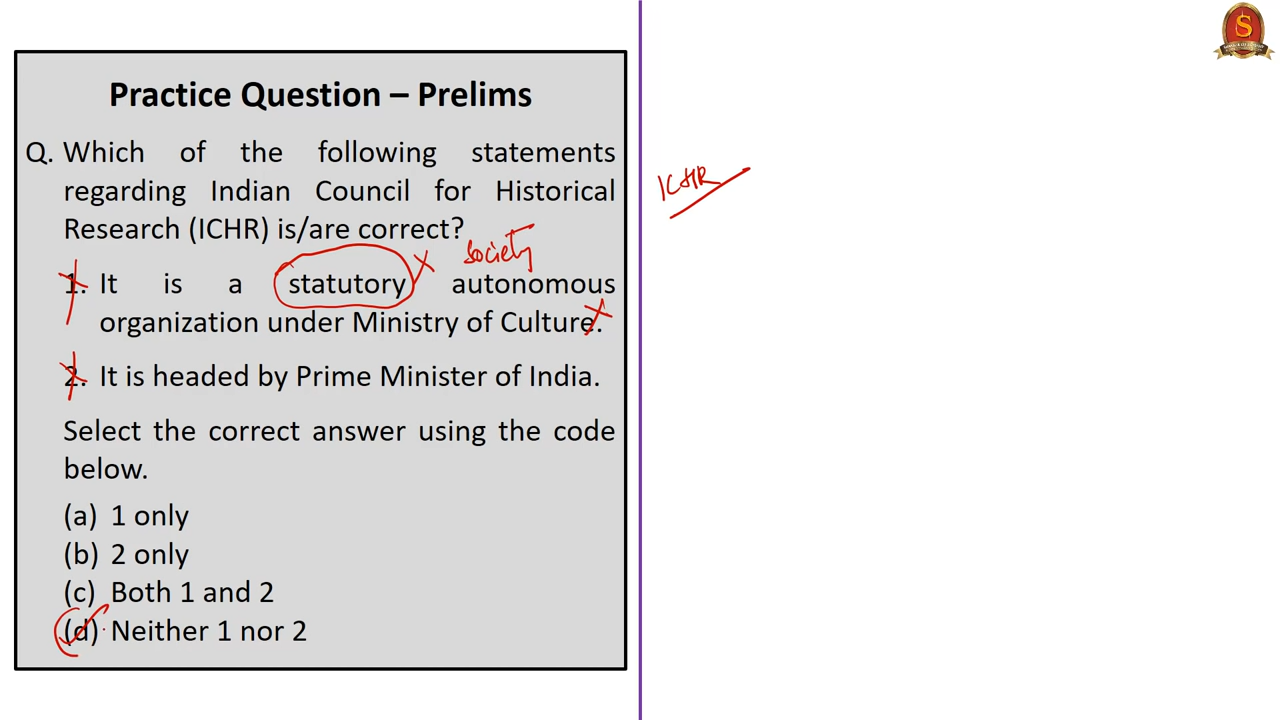 Practice Question – Prelims
Q. Which of the following statements
regarding Indian Council for Historical
Research (ICHR) is/are correct?
society
1. It is a statutory autonomous
organization under Ministry of Culture.
2. It is headed by Prime Minister of India.
Select the correct answer using the code
below.
(a) 1 only
(b) 2 only
(c) Both 1 and 2
(d) Neither 1 nor 2
ICHR
S